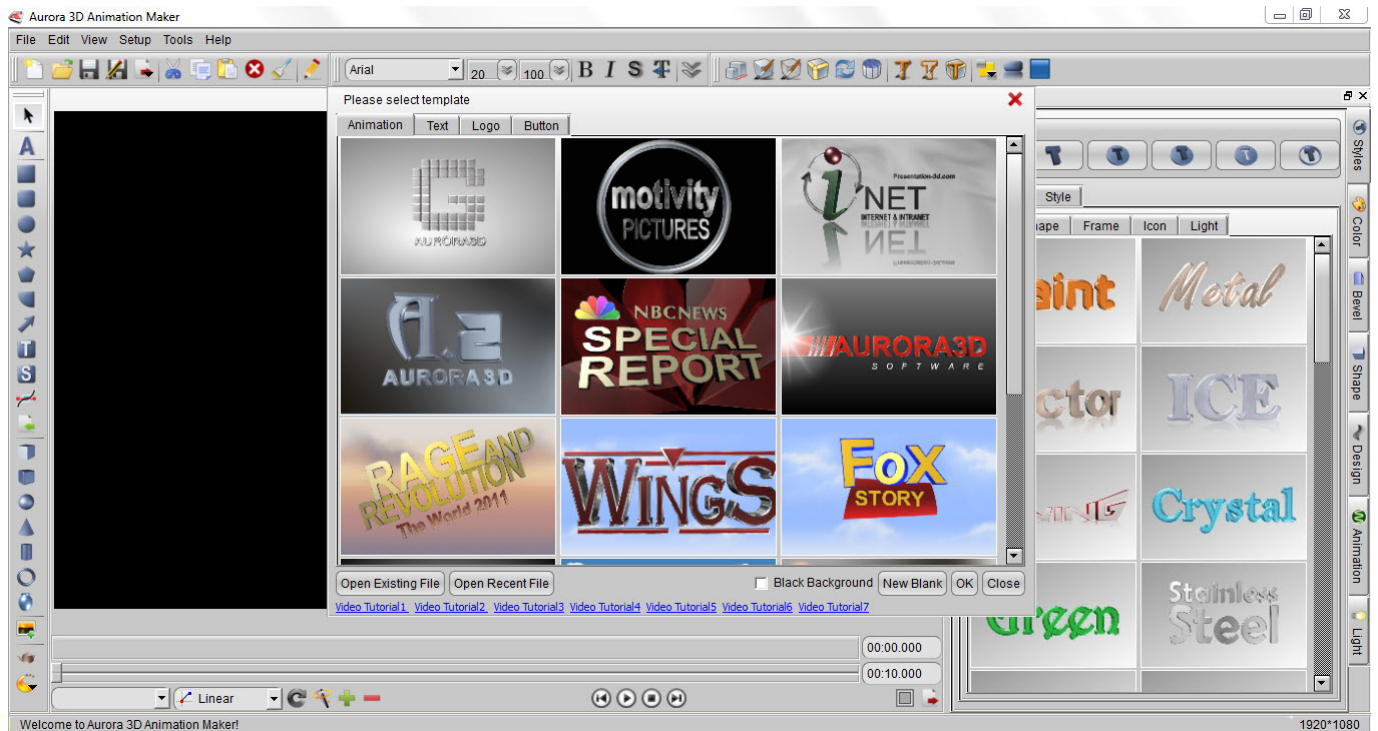 Aurora 3D Animation Maker
File Edit View Setup Tools Help
Arial 20 100 B I S T
Please select template
Animation Text Logo Button
G
AURORA3D
motivity
PICTURES
Presentation-3d.com
iNET
INTERNET & INTRANET
A.2
AURORA3D
NBCNEWS
SPECIAL
REPORT
AURORA3D
SOFTWARE
RAGE AND
REVOLUTION
The World 2011
WINGS
FOX
STORY
Open Existing File Open Recent File Black Background New Blank OK Close
Video Tutorial1 Video Tutorial2 Video Tutorial3 Video Tutorial4 Video Tutorial5 Video Tutorial6 Video Tutorial7
Style
ape Frame Icon Light
aint Metal
ctor ICE
Crystal
Green Stainless
Steel
Styles
Color
Bevel
Shape
Design
Animation
Light
00:00.000
00:10.000
Linear
Welcome to Aurora 3D Animation Maker! 1920*1080